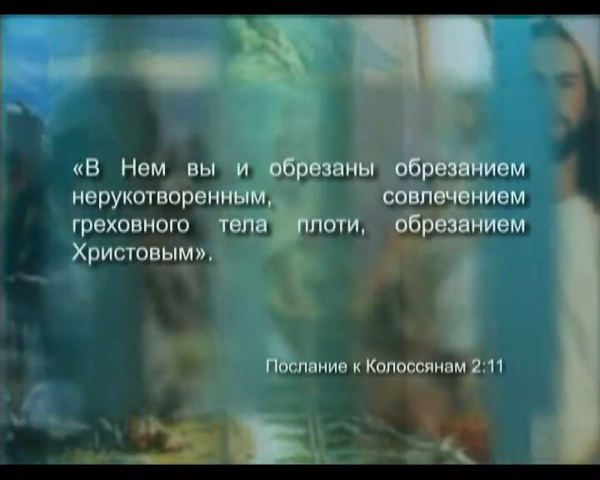 «В Нем вы и обрезаны обрезанием
нерукотворенным, совлечением
греховного тела плоти, обрезанием
Христовым».
Послание к Колоссянам 2:11